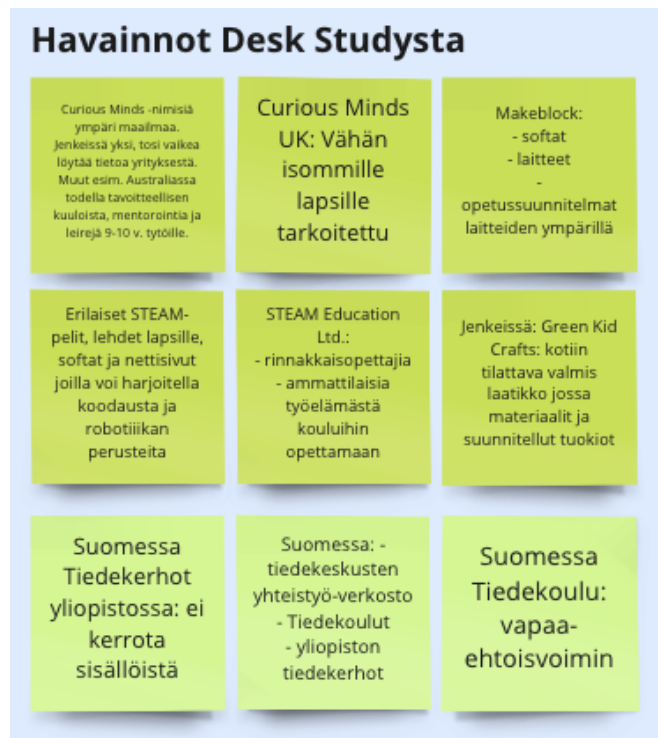 Havainnot Desk Studysta
Curious Minds -nimisiä
ympäri maailmaa.
Jenkeissä yksi, tosi vaikea
löytää tietoa yrityksestä.
Muut esim. Australiassa
todella tavoitteellisen
kuuloista, mentorointia ja
leirejä 9-10 v. tytöille.
Curious Minds
UK: Vähän
isommille
lapsille
tarkoitettu
Makeblock:
- softat
- laitteet
-
opetussuunnitelmat
laitteiden ympärillä
Erilaiset STEAM-
pelit, lehdet lapsille,
softat ja nettisivut
joilla voi harjoitella
koodausta ja
robotiiikan
perusteita
STEAM Education
Ltd.:
- rinnakkaisopettajia
- ammattilaisia
työelämästä
kouluihin
opettamaan
Jenkeissä: Green Kid
Crafts: kotiin
tilattava valmis
laatikko jossa
materiaalit ja
suunnitellut tuokiot
Suomessa
Tiedekerhot
yliopistossa: ei
kerrota
sisällöistä
Suomessa: -
tiedekeskusten
yhteistyö-verkosto
- Tiedekoulut
- yliopiston
tiedekerhot
Suomessa
Tiedekoulu:
vapaa-
ehtoisvoimin